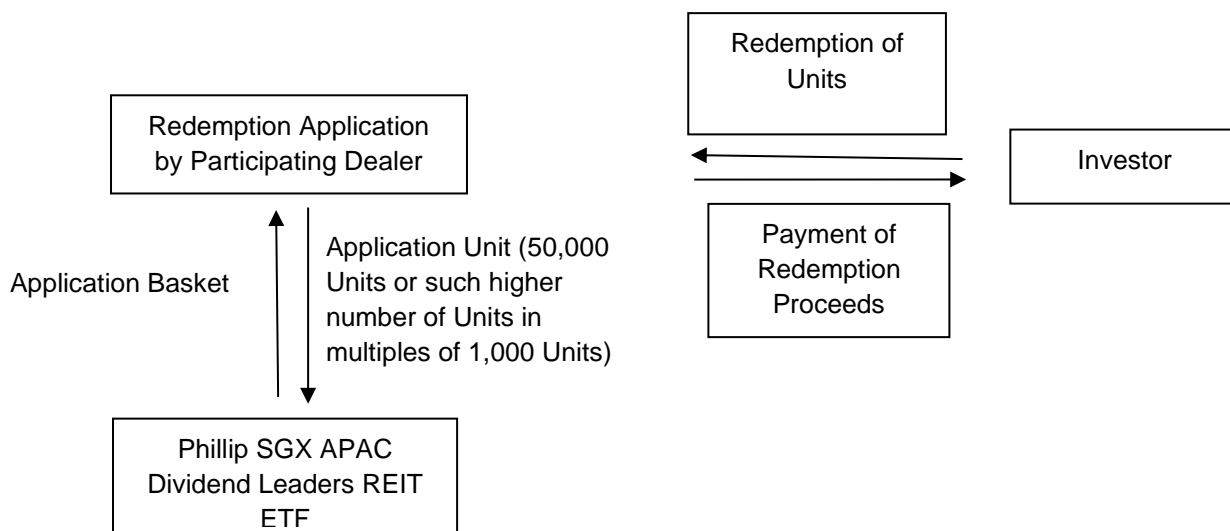 Redemption of
Units
Redemption Application
by Participating Dealer
Investor
Application Unit (50,000
Units or such higher
number of Units in
multiples of 1,000 Units)
Application Basket
Payment of
Redemption
Proceeds
Phillip SGX APAC
Dividend Leaders REIT
ETF